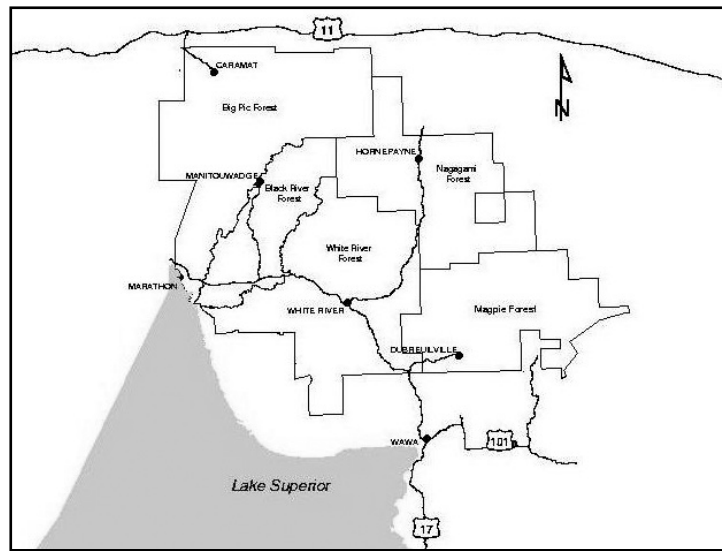 11
CARAMAT
Big Pic Forest
N
HORNEPAYNE
Nagagami
Forest
MANITOUWADGE
Black River
Forest
White River
Forest
MARATHON
WHITE RIVER
Magpie Forest
DUBREUILVILLE
WAWA
101
Lake Superior
17